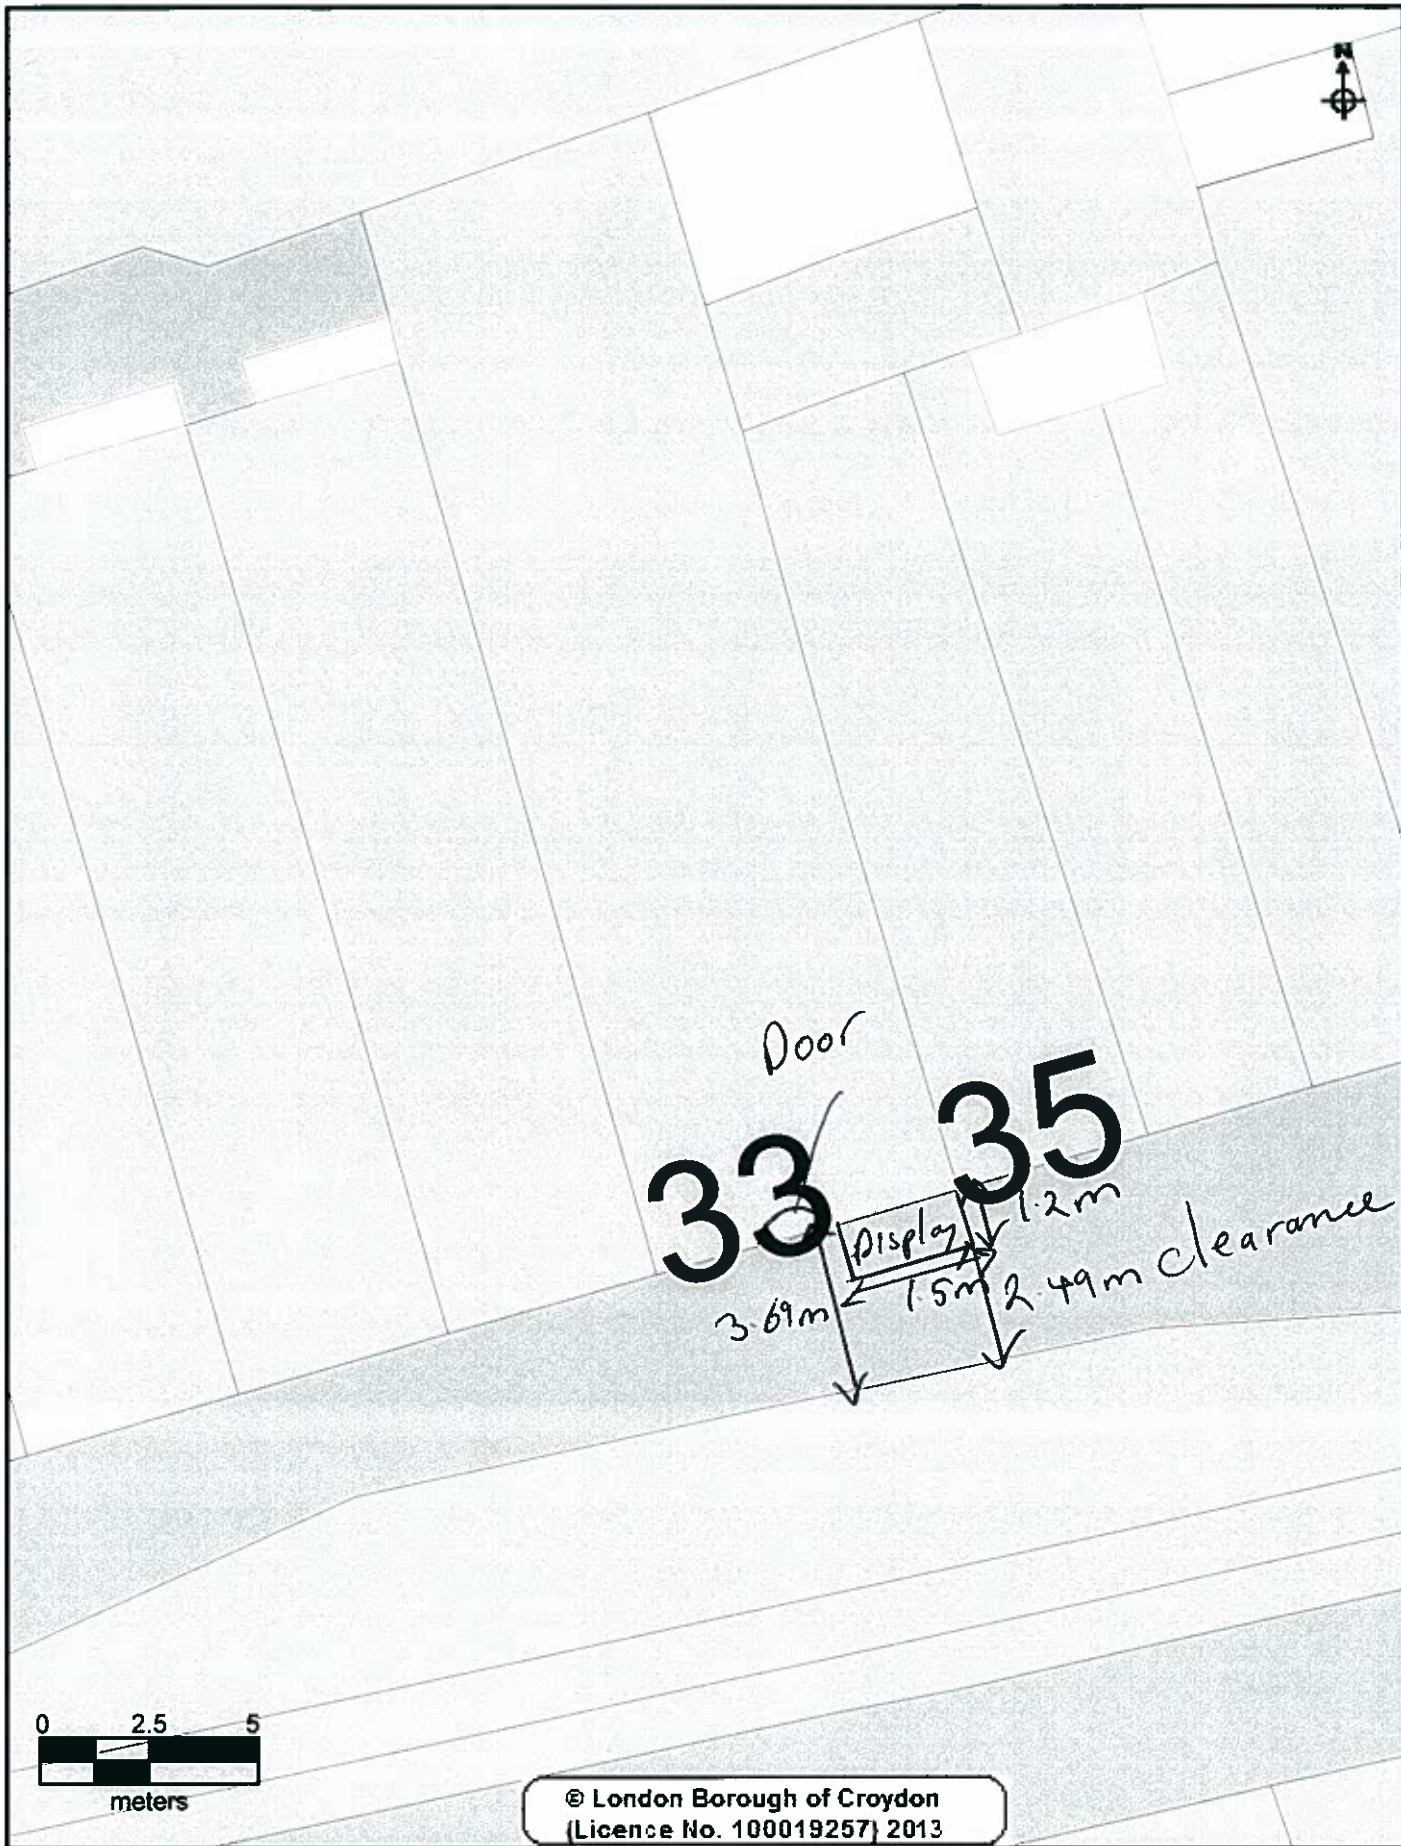 N
Door
33
35
Display
1.2m
1.5m
2.49m clearance
3.69m
0 2.5 5
meters
© London Borough of Croydon
(Licence No. 100019257) 2013